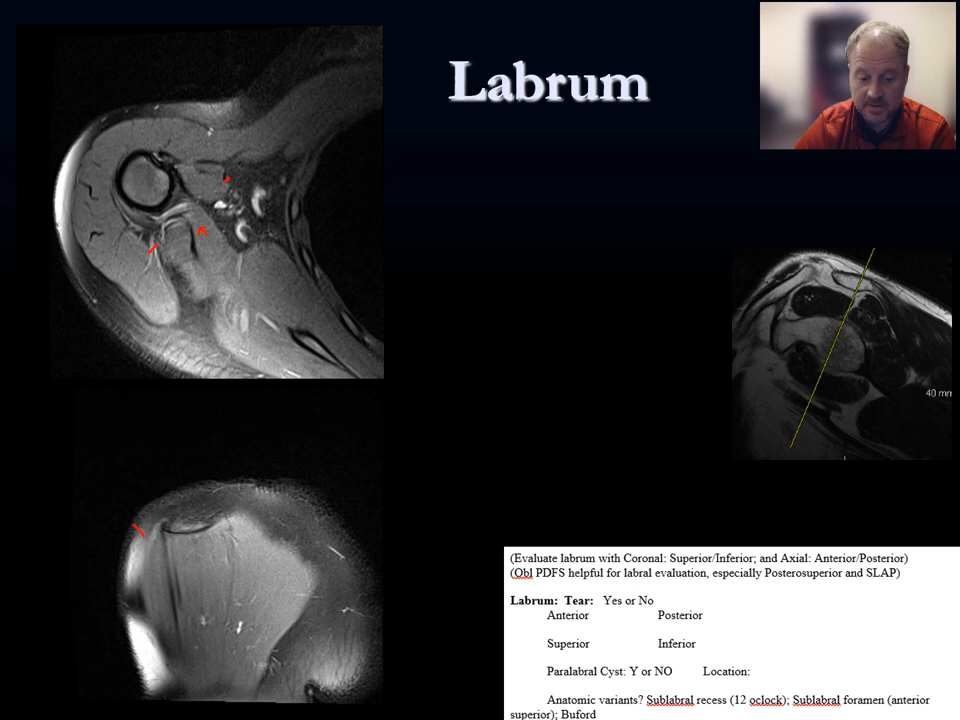 Labrum
40 mm
(Evaluate labrum with Coronal: Superior/Inferior; and Axial: Anterior/Posterior)
(Obl PDFS helpful for labral evaluation, especially Posterosuperior and SLAP)
Labrum: Tear: Yes or No
Anterior Posterior
Superior Inferior
Paralabral Cyst: Y or NO Location:
Anatomic variants? Sublabral recess (12 oclock); Sublabral foramen (anterior
superior); Buford